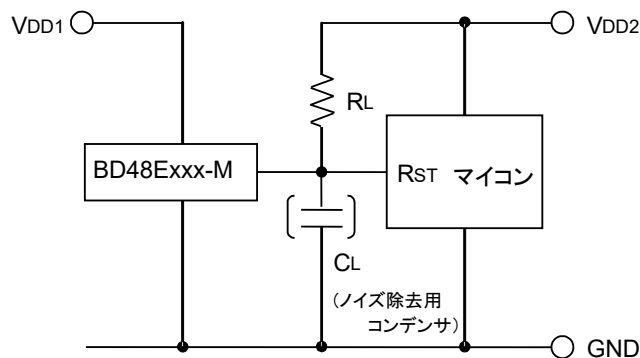 VDD1
VDD2
RL
BD48Exxx-M
RST マイコン
CL
(ノイズ除去用
コンデンサ)
GND